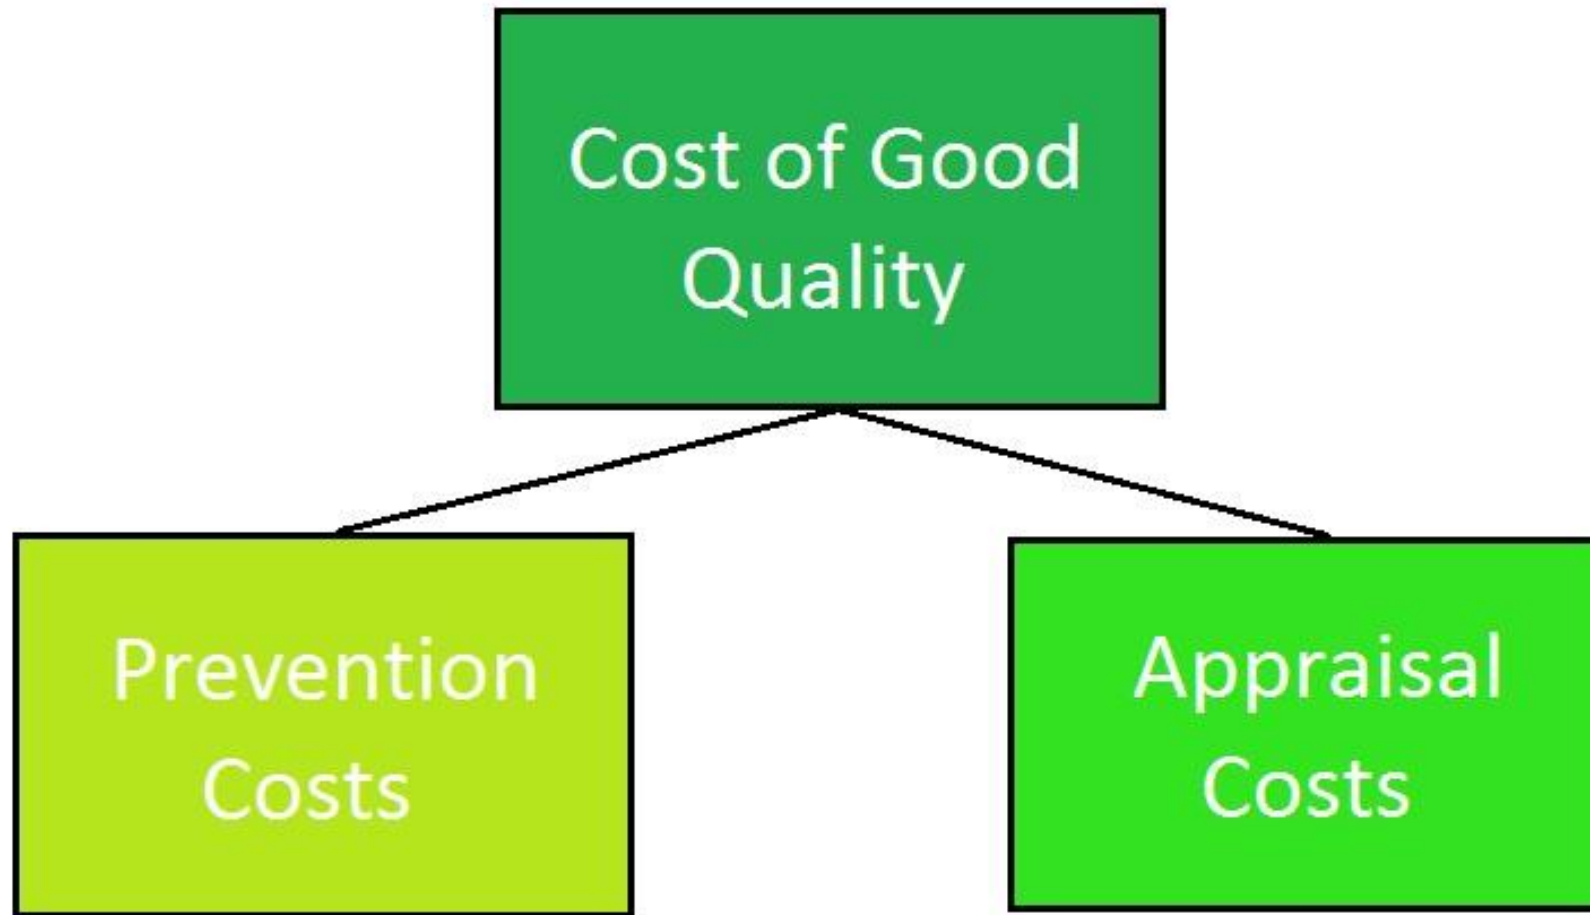 Cost of Good
Quality
Prevention
Costs
Appraisal
Costs